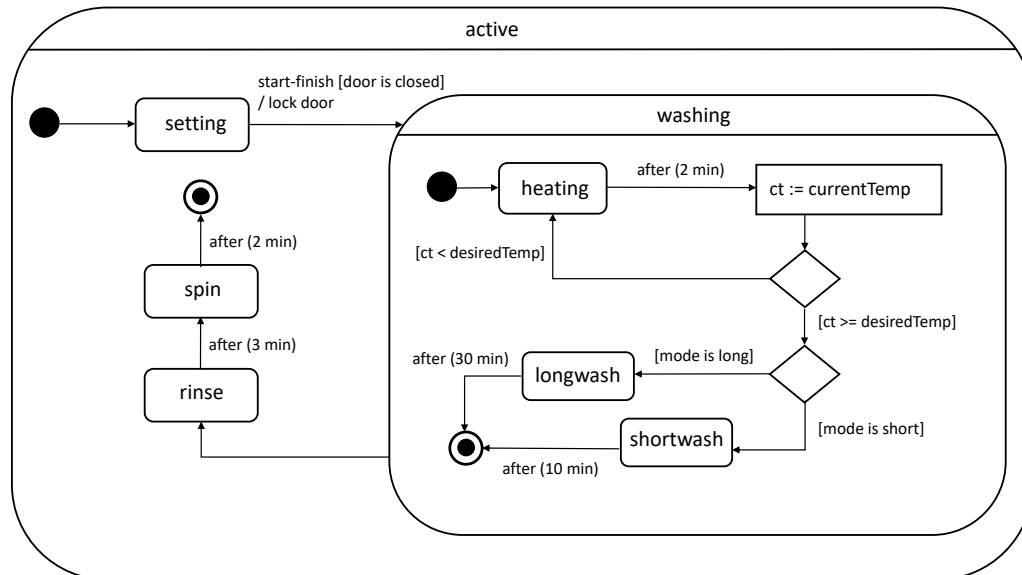 active
start-finish [door is closed]
/ lock door
setting
washing
heating
after (2 min)
ct := currentTemp
[ct < desiredTemp]
[ct >= desiredTemp]
after (2 min)
spin
after (3 min)
rinse
after (30 min)
longwash
[mode is long]
shortwash
[mode is short]
after (10 min)